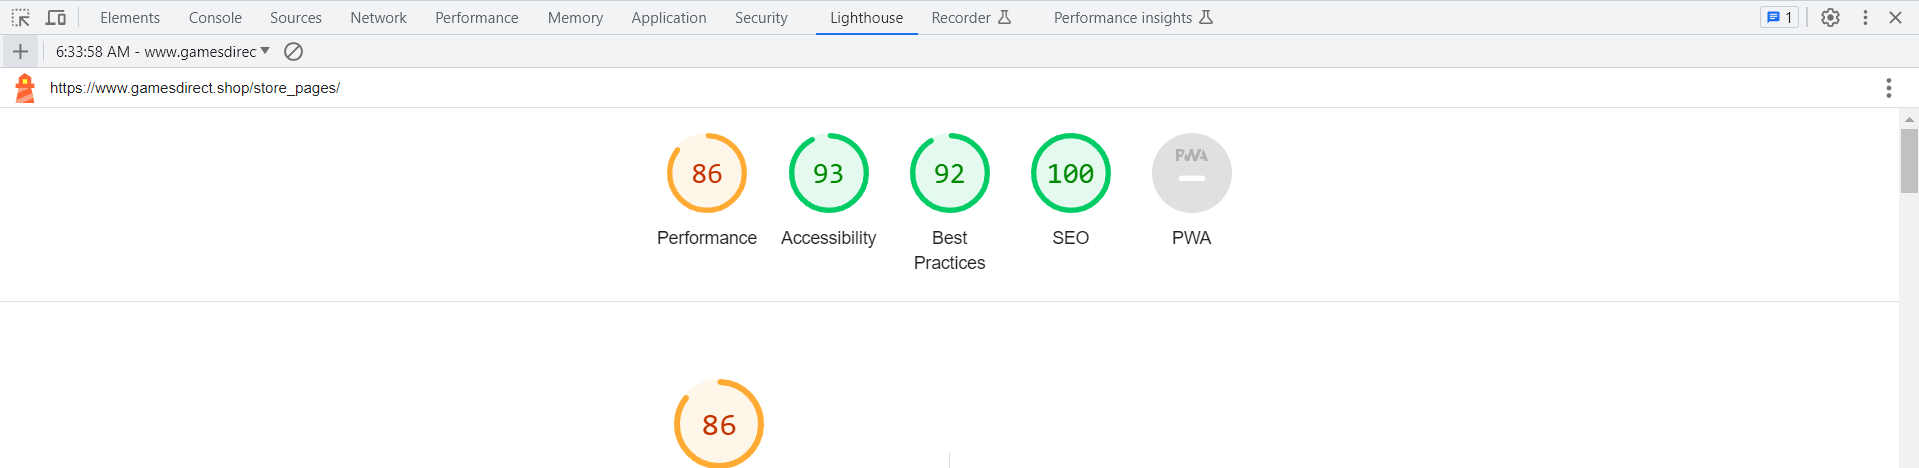 Elements Console Sources Network Performance Memory Application Security Lighthouse Recorder Performance insights 1
6:33:58 AM - www.gamesdirec
https://www.gamesdirect.shop/store_pages/
86 93 92 100 PWA
Performance Accessibility Best Practices SEO PWA
86